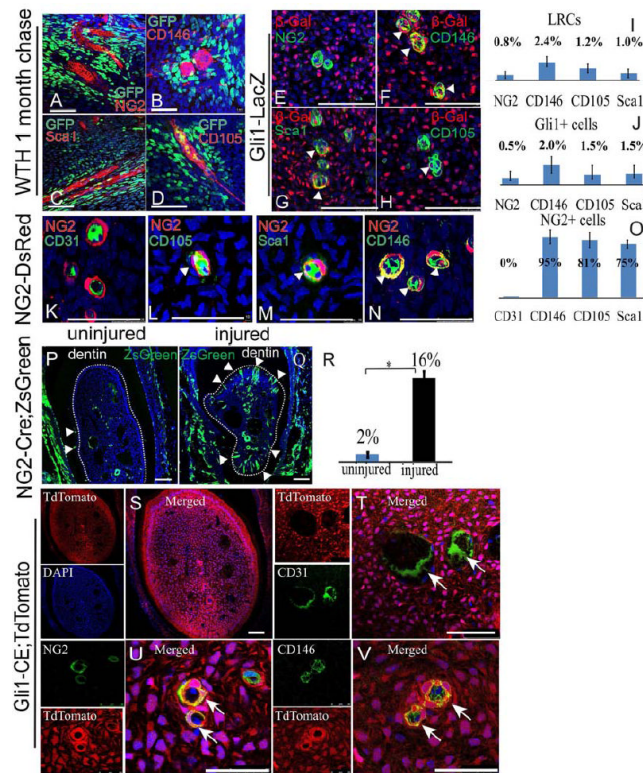 WTH 1 month chase
GFP
NG2
A
GFP
CD146
B
GFP
Sca1
C
GFP
CD105
D
Gli1-LacZ
β-Gal
NG2
E
β-Gal
CD146
F
β-Gal
Sca1
G
β-Gal
CD105
H
LRCs
I
0.8% 2.4% 1.2% 1.0%
NG2 CD146 CD105 Sca1
Gli1+ cells
J
0.5% 2.0% 1.5% 1.5%
NG2 CD146 CD105 Sca
NG2+ cells
O
0% 95% 81% 75%
CD31 CD146 CD105 Sca1
NG2-DsRed
NG2
CD31
K
NG2
CD105
L
NG2
Sca1
M
NG2
CD146
N
NG2-Cre;ZsGreen
uninjured
injured
P dentin ZsGreen
ZsGreen dentin Q
R
*
16%
2%
uninjured injured
Gli1-CE;TdTomato
TdTomato
DAPI
S Merged
TdTomato
CD31
T Merged
NG2
TdTomato
U Merged
CD146
TdTomato
V Merged